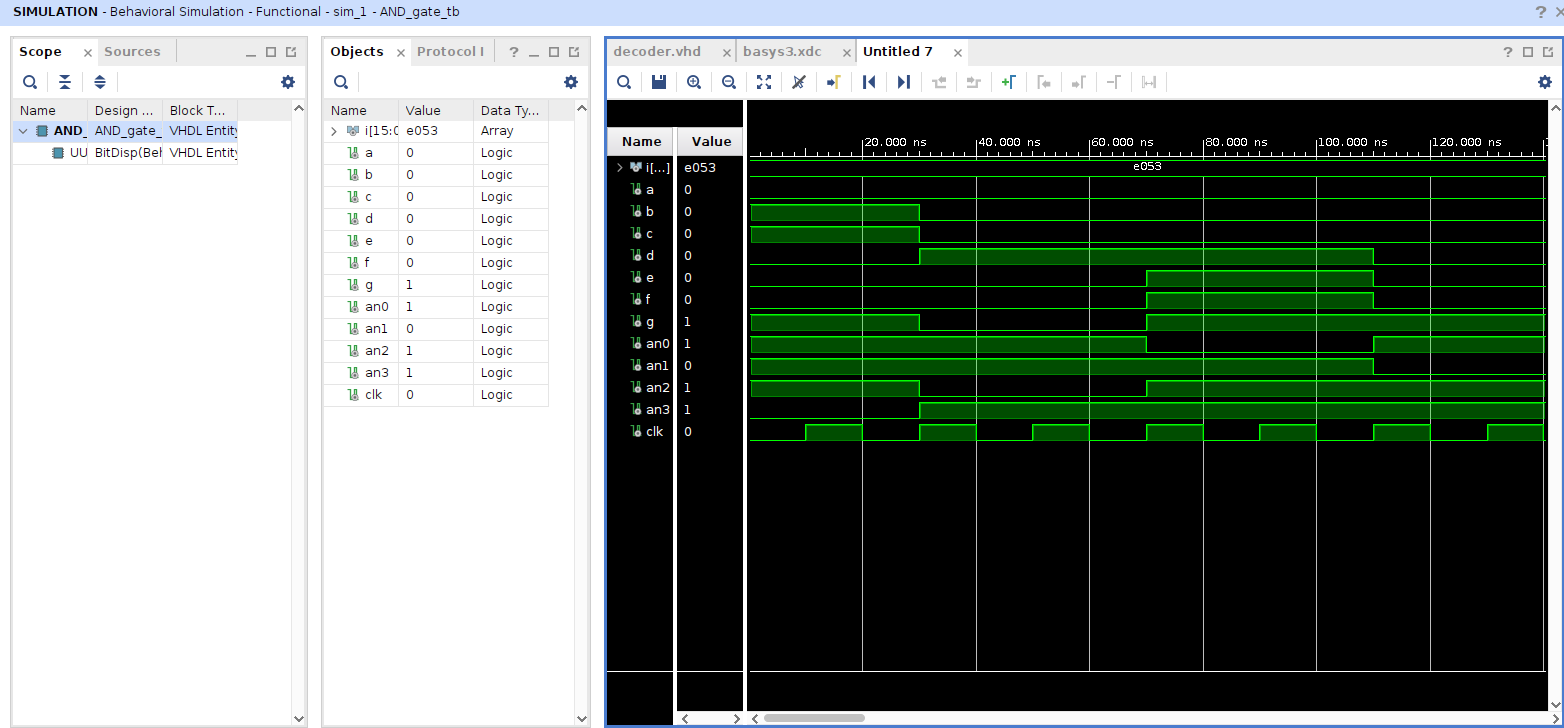 SIMULATION - Behavioral Simulation - Functional - sim_1 - AND_gate_tb
Scope Sources
Name Design ... Block T...
AND_ AND_gate_ VHDL Entity
UU BitDisp(Beh VHDL Entity
Objects Protocol I
Name Value Data Ty...
i[15:0 e053 Array
a 0 Logic
b 0 Logic
c 0 Logic
d 0 Logic
e 0 Logic
f 0 Logic
g 1 Logic
an0 1 Logic
an1 0 Logic
an2 1 Logic
an3 1 Logic
clk 0 Logic
decoder.vhd basys3.xdc Untitled 7
Name Value
20.000 ns 40.000 ns 60.000 ns 80.000 ns 100.000 ns 120.000 ns
i[...] e053 e053
a 0
b 0
c 0
d 0
e 0
f 0
g 1
an0 1
an1 0
an2 1
an3 1
clk 0